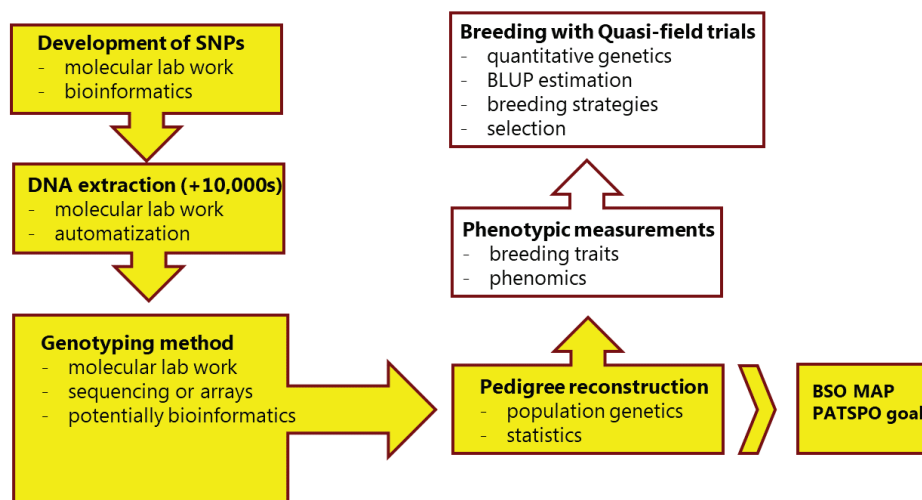 Development of SNPs
- molecular lab work
- bioinformatics
DNA extraction (+10,000s)
- molecular lab work
- automatization
Genotyping method
- molecular lab work
- sequencing or arrays
- potentially bioinformatics
Breeding with Quasi-field trials
- quantitative genetics
- BLUP estimation
- breeding strategies
- selection
Phenotypic measurements
- breeding traits
- phenomics
Pedigree reconstruction
- population genetics
- statistics
BSO MAP
PATSPO goal